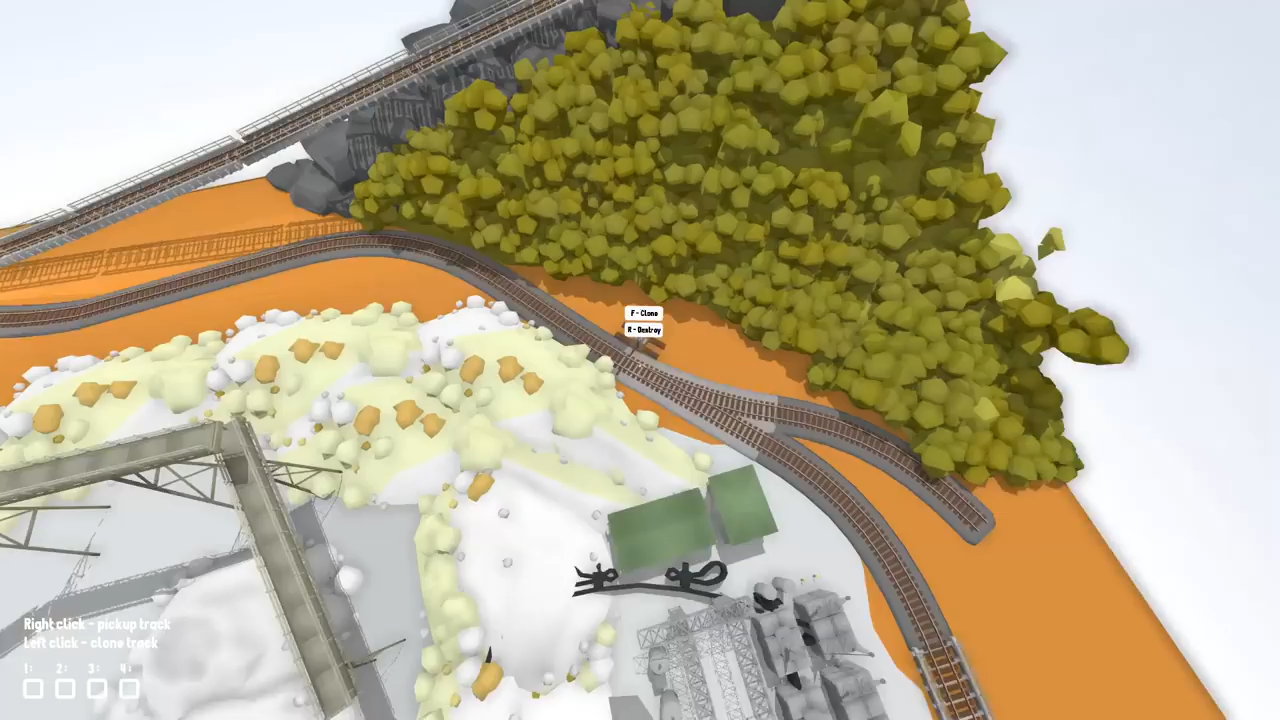 F - Clone
R - Destroy
Right click - pickup track
Left click - clone track
1: 2: 3: 4: